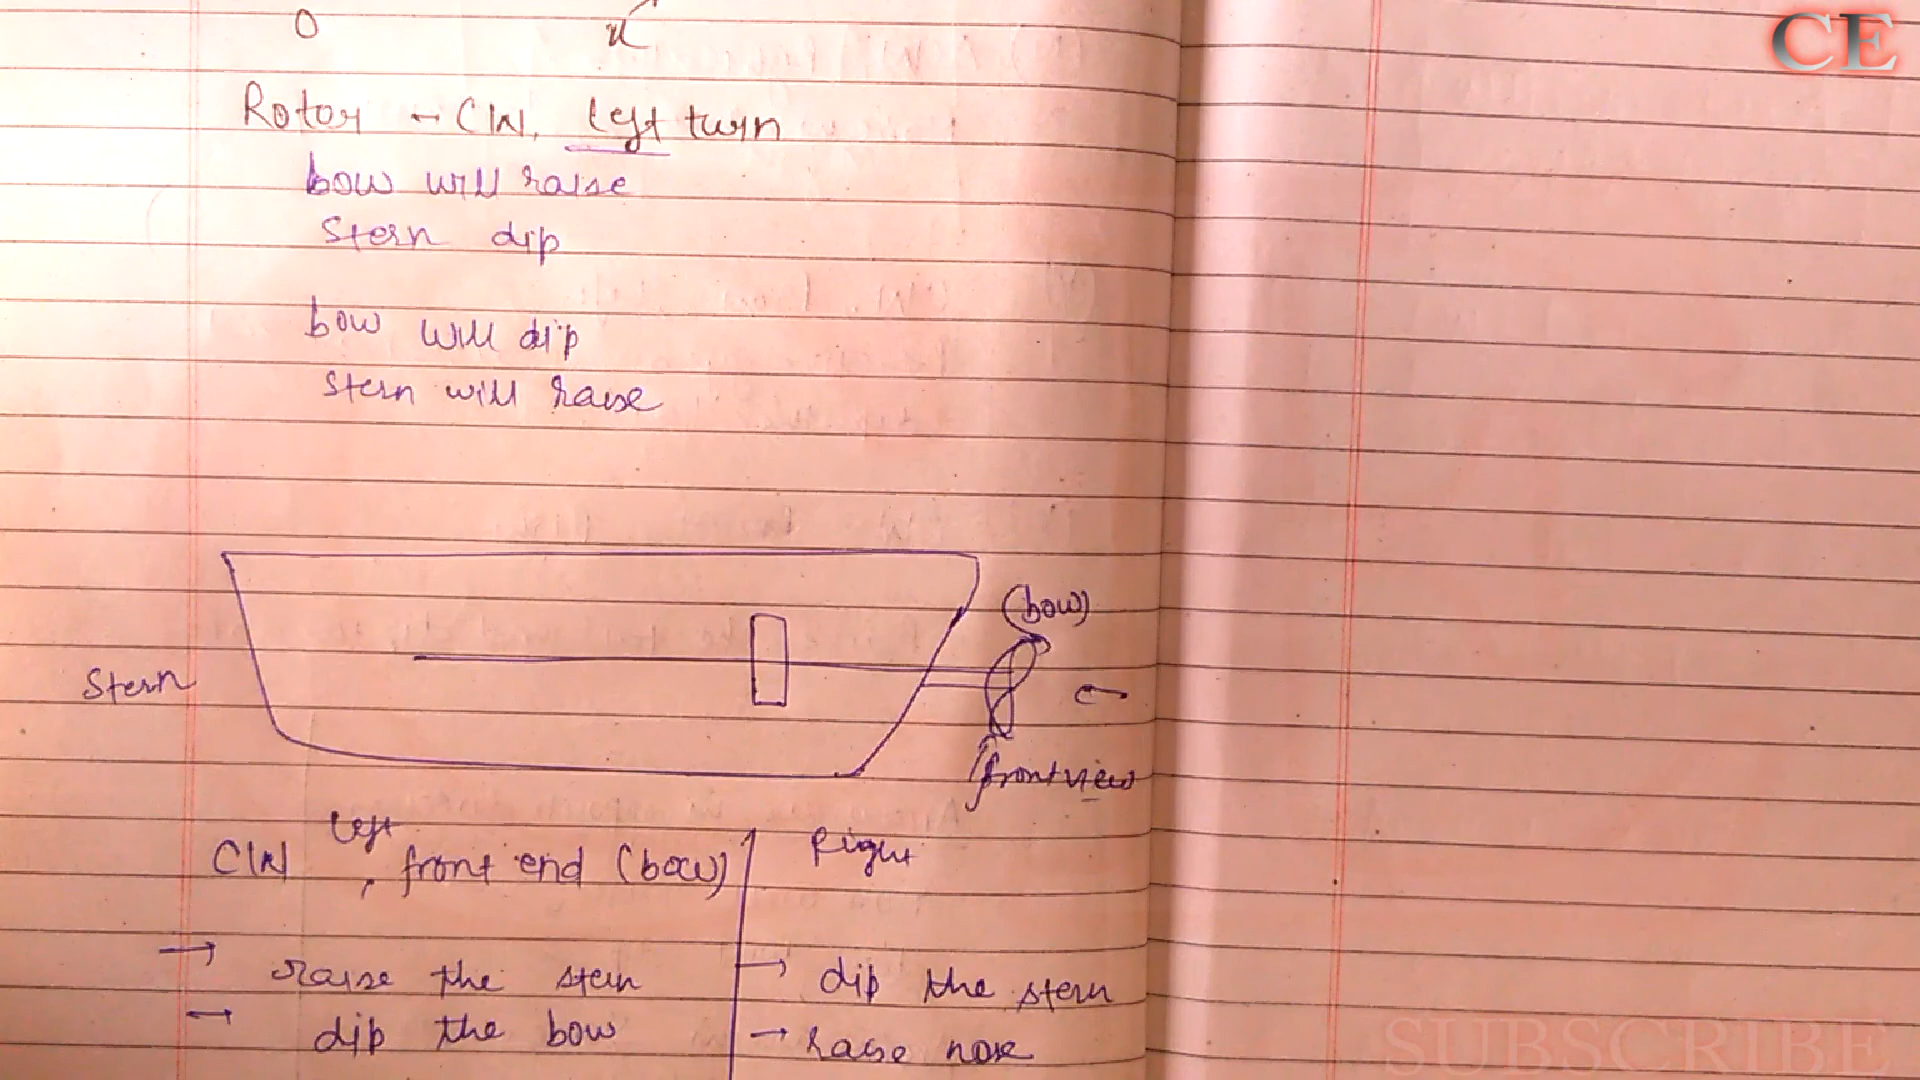 CE
O x
Rotor - CW, left turn
bow will raise
stern dip
bow will dip
stern will raise
(bow)
Stern
front view
left Right
CW , front end (bow)
→ raise the stern → dip the stern
→ dip the bow → raise nose
SUBSCRIBE